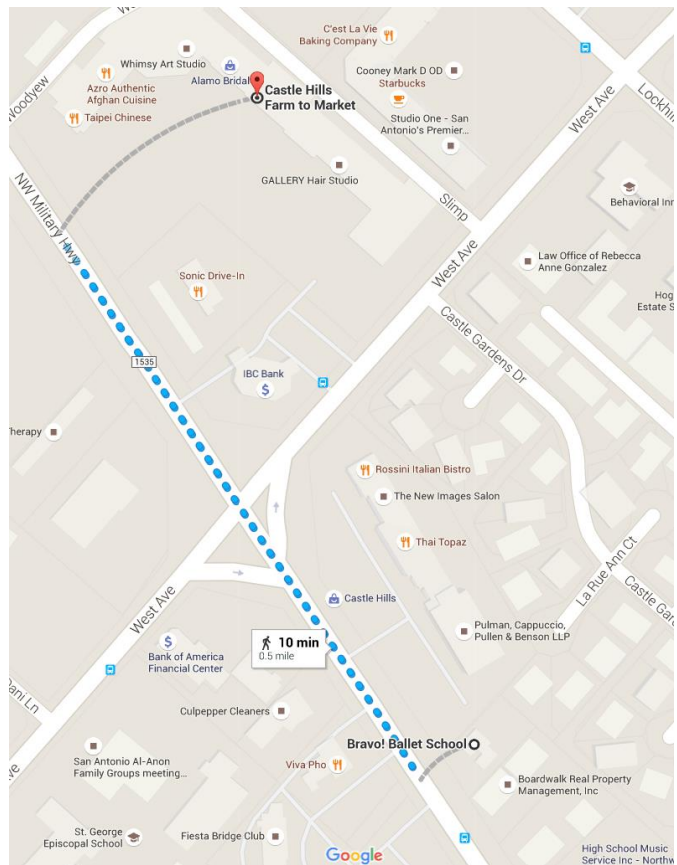 Woodyew
Whimsy Art Studio
Azro Authentic
Afghan Cuisine
Alamo Bridal
Taipei Chinese
Castle Hills
Farm to Market
C'est La Vie
Baking Company
Cooney Mark D OD
Starbucks
Studio One - San
Antonio's Premier...
West Ave
Lockhill
GALLERY Hair Studio
Slimp
Behavioral Inn
NW Military Hwy
West Ave
Law Office of Rebecca
Anne Gonzalez
Sonic Drive-In
Hog
Estate S
Castle Gardens Dr
1535
IBC Bank
$
Therapy
Rossini Italian Bistro
The New Images Salon
Thai Topaz
La Rue Ann Ct
Castle Gard
West Ave
Castle Hills
Pulman, Cappuccio,
Pullen & Benson LLP
10 min
0.5 mile
$
Bank of America
Financial Center
Dani Ln
Culpepper Cleaners
Bravo! Ballet School
San Antonio Al-Anon
Family Groups meeting...
Viva Pho
Boardwalk Real Property
Management, Inc
St. George
Episcopal School
Fiesta Bridge Club
Google
High School Music
Service Inc - Northw